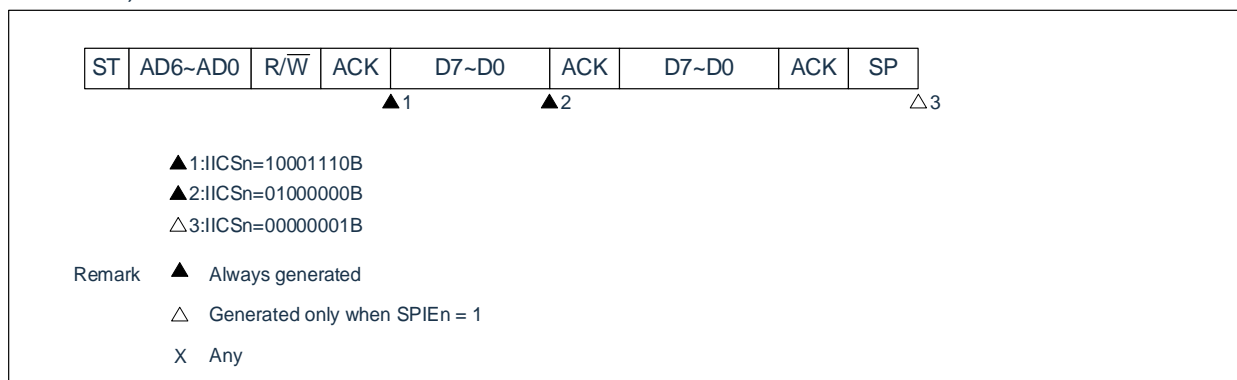 ST AD6~AD0 R/W̅ ACK D7~D0 ACK D7~D0 ACK SP
▲1 ▲2 △3
▲1:IICSn=10001110B
▲2:IICSn=01000000B
△3:IICSn=00000001B
Remark ▲ Always generated
△ Generated only when SPIEn = 1
X Any